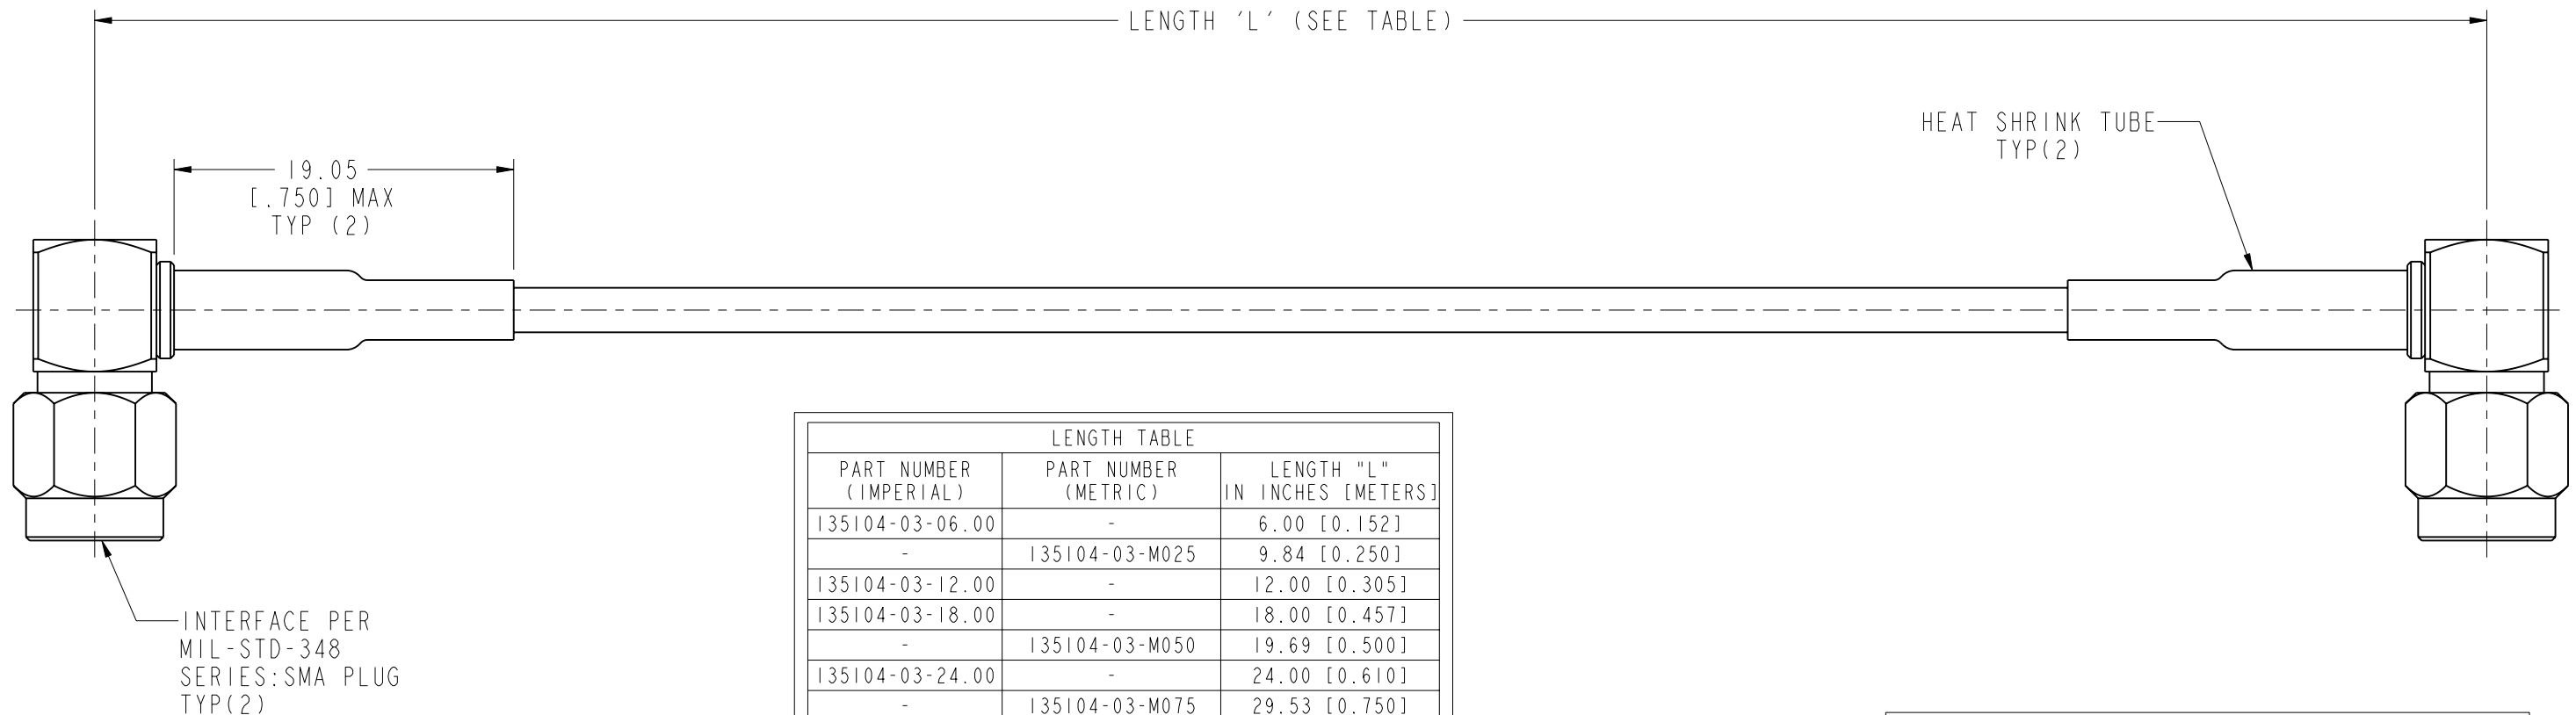 LENGTH 'L' (SEE TABLE)
HEAT SHRINK TUBE
TYP(2)
19.05
[.750] MAX
TYP (2)
INTERFACE PER
MIL-STD-348
SERIES:SMA PLUG
TYP(2)
LENGTH TABLE
PART NUMBER (IMPERIAL) PART NUMBER (METRIC) LENGTH "L" IN INCHES [METERS]
135104-03-06.00 - 6.00 [0.152]
- 135104-03-M025 9.84 [0.250]
135104-03-12.00 - 12.00 [0.305]
135104-03-18.00 - 18.00 [0.457]
- 135104-03-M050 19.69 [0.500]
135104-03-24.00 - 24.00 [0.610]
- 135104-03-M075 29.53 [0.750]